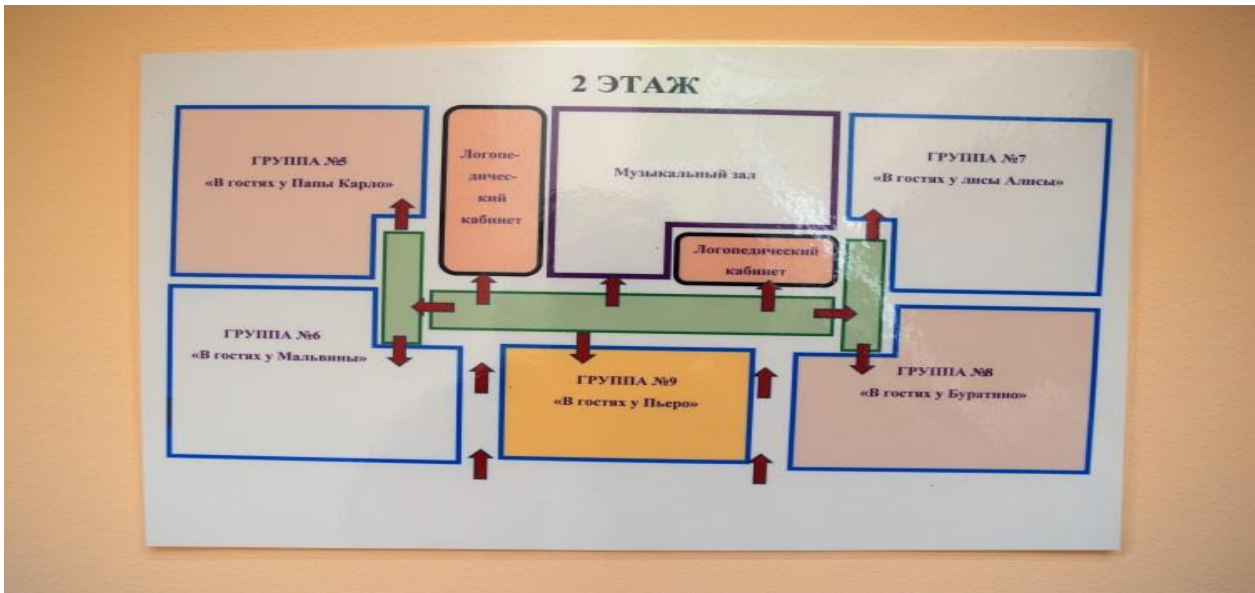 2 ЭТАЖ
ГРУППА №5
«В гостях у Папы Карло»
Логопе-
дичес-
кий
кабинет
Музыкальный зал
Логопедический
кабинет
ГРУППА №7
«В гостях у лисы Алисы»
ГРУППА №6
«В гостях у Мальвины»
ГРУППА №9
«В гостях у Пьеро»
ГРУППА №8
«В гостях у Буратино»